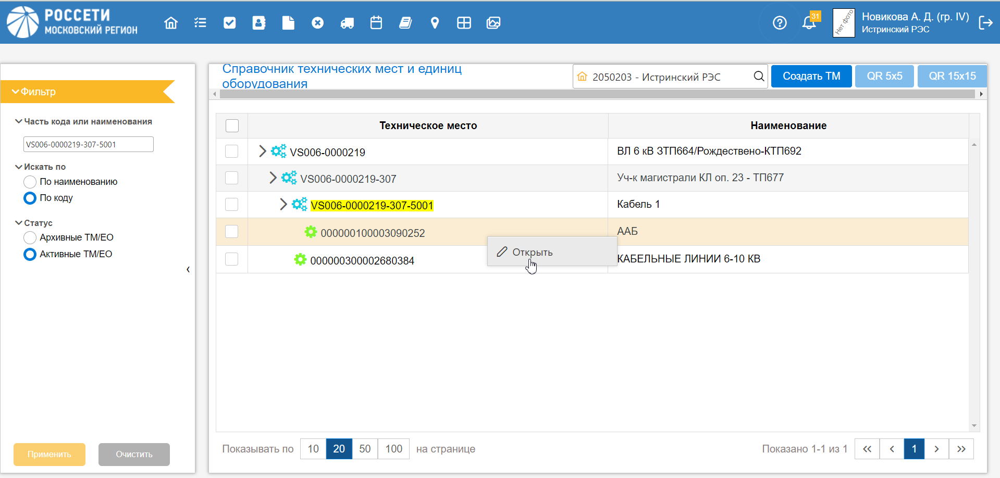 РОССЕТИ
МОСКОВСКИЙ РЕГИОН
31
Нет фото
Новикова А. Д. (гр. IV)
Истринский РЭС
Фильтр
Часть кода или наименования
VS006-0000219-307-5001
Искать по
По наименованию
По коду
Статус
Архивные ТМ/ЕО
Активные ТМ/ЕО
Применить
Очистить
Справочник технических мест и единиц
оборудования
2050203 - Истринский РЭС
Создать ТМ
QR 5x5
QR 15x15
Техническое место
Наименование
VS006-0000219
ВЛ 6 кВ ЗТП664/Рождествено-КТП692
VS006-0000219-307
Уч-к магистрали КЛ оп. 23 - ТП677
VS006-0000219-307-5001
Кабель 1
000000100003090252
ААБ
Открыть
000000300002680384
КАБЕЛЬНЫЕ ЛИНИИ 6-10 КВ
Показывать по 10 20 50 100 на странице
Показано 1-1 из 1
1